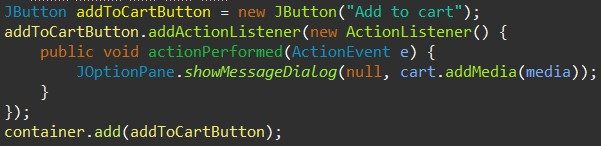 JButton addToCartButton = new JButton("Add to cart");
addToCartButton.addActionListener(new ActionListener() {
    public void actionPerformed(ActionEvent e) {
        JOptionPane.showMessageDialog(null, cart.addMedia(media));
    }
});
container.add(addToCartButton);